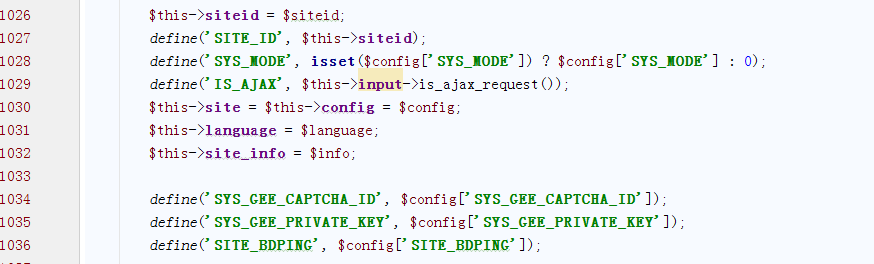 1026 $this->siteid = $siteid;
1027 define('SITE_ID', $this->siteid);
1028 define('SYS_MODE', isset($config['SYS_MODE']) ? $config['SYS_MODE'] : 0);
1029 define('IS_AJAX', $this->input->is_ajax_request());
1030 $this->site = $this->config = $config;
1031 $this->language = $language;
1032 $this->site_info = $info;
1033
1034 define('SYS_GEE_CAPTCHA_ID', $config['SYS_GEE_CAPTCHA_ID']);
1035 define('SYS_GEE_PRIVATE_KEY', $config['SYS_GEE_PRIVATE_KEY']);
1036 define('SITE_BDPING', $config['SITE_BDPING']);